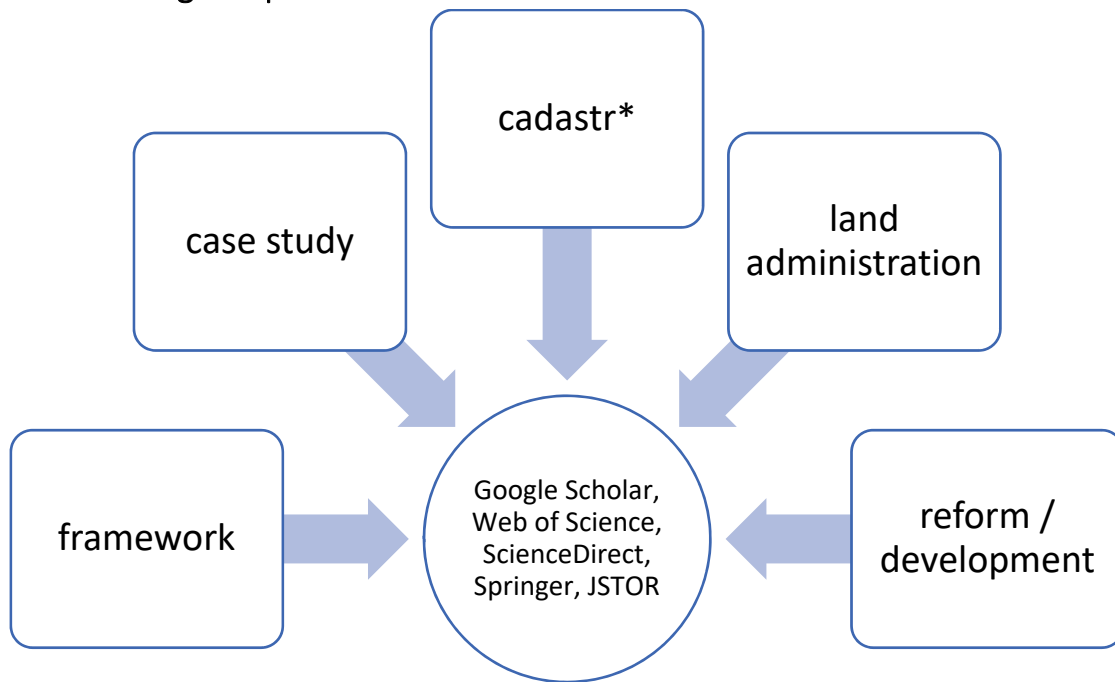 cadastr*
case study
land
administration
framework
Google Scholar,
Web of Science,
ScienceDirect,
Springer, JSTOR
reform /
development